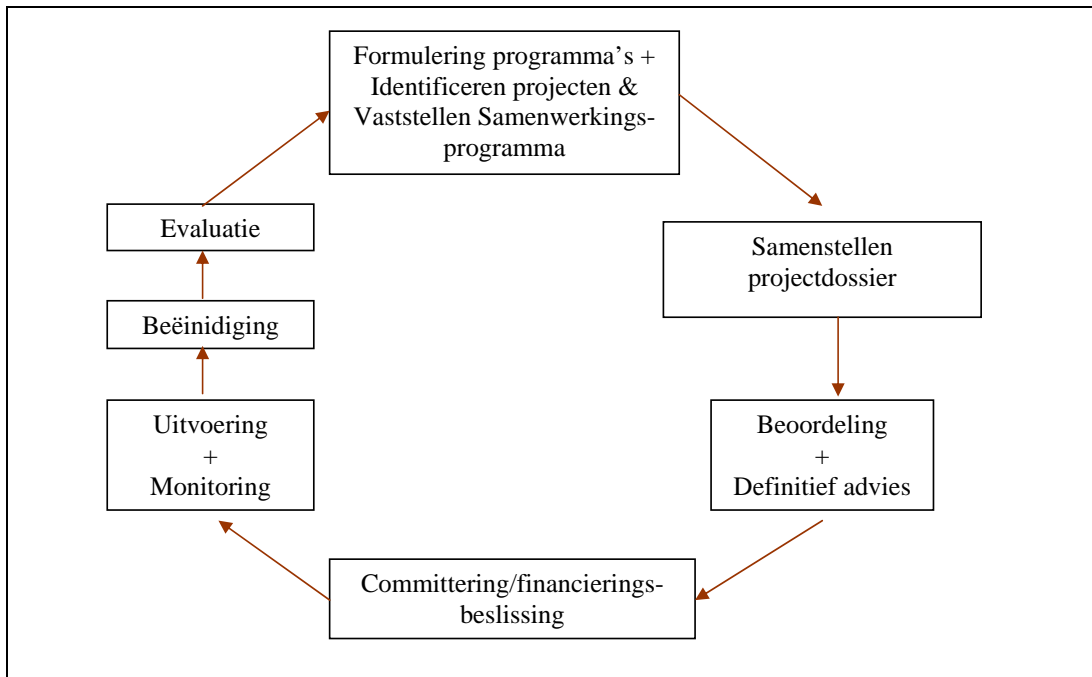 Formulering programma’s +
Identificeren projecten &
Vaststellen Samenwerkings-
programma
Samenstellen
projectdossier
Beoordeling
+
Definitief advies
Committering/financierings-
beslissing
Uitvoering
+
Monitoring
Beëinidiging
Evaluatie